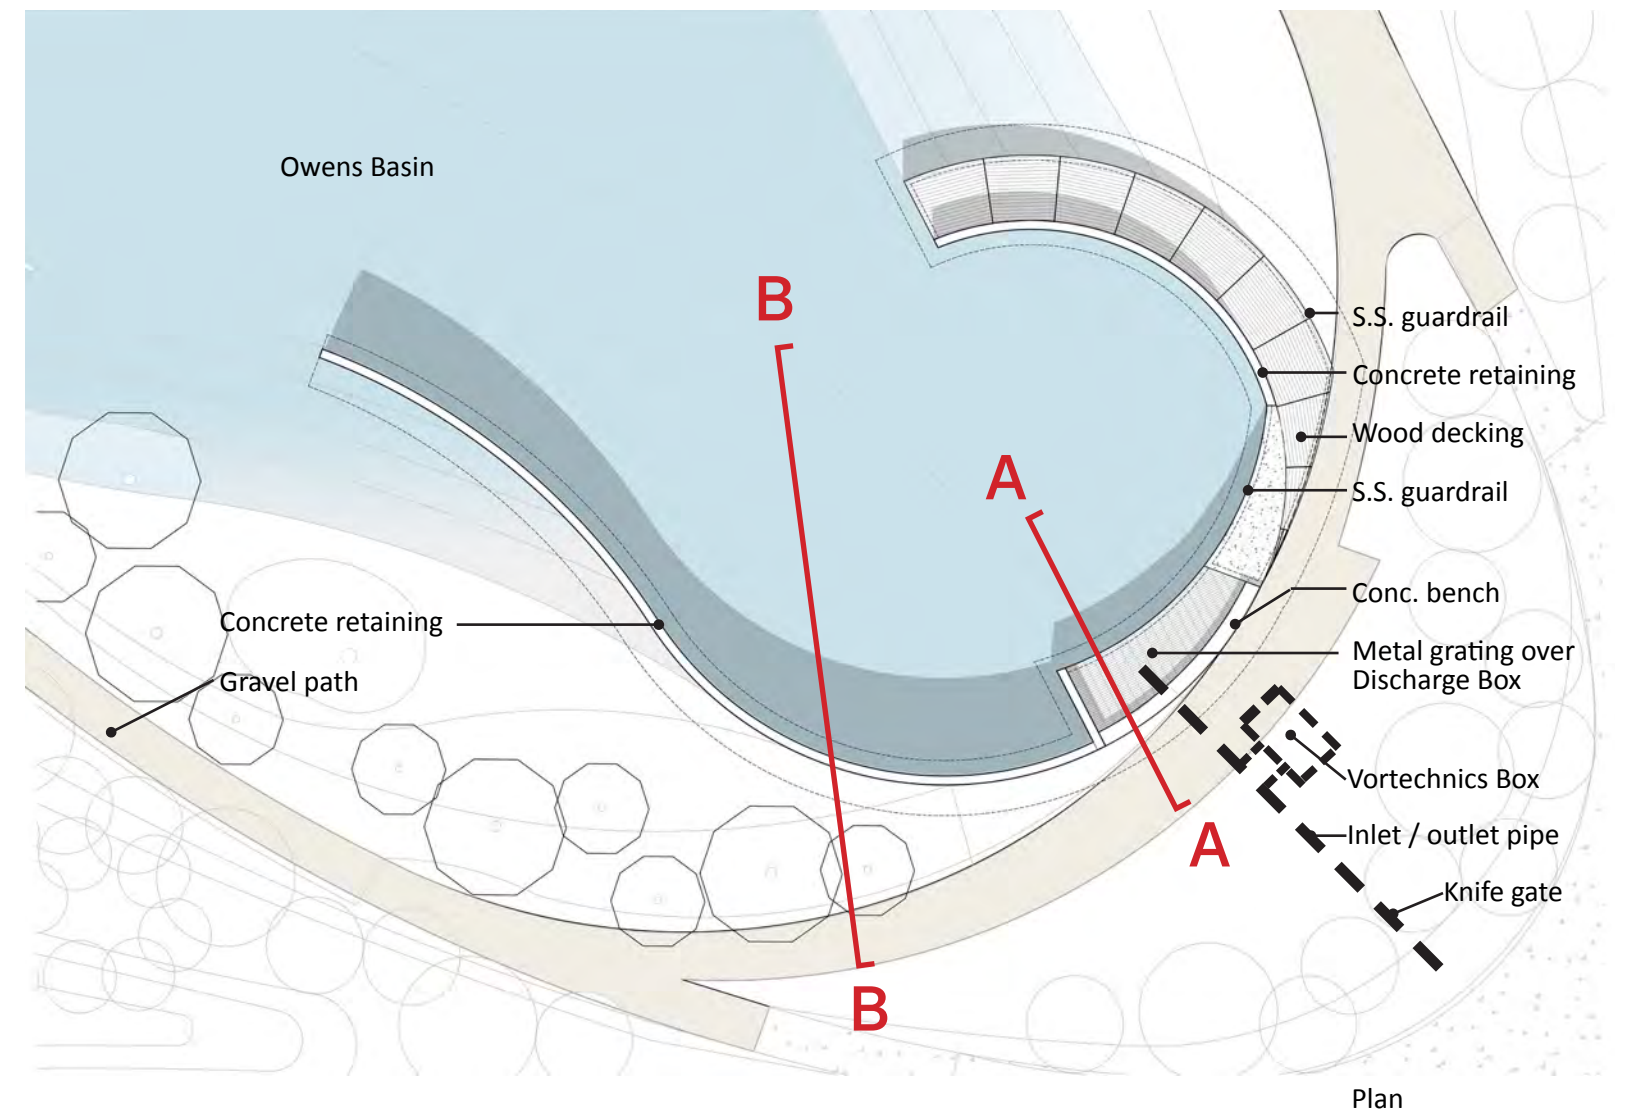 Owens Basin
B
S.S. guardrail
Concrete retaining
Wood decking
A
S.S. guardrail
Conc. bench
Concrete retaining
Metal grating over
Discharge Box
Gravel path
Vortechnics Box
Inlet / outlet pipe
A
Knife gate
B
Plan